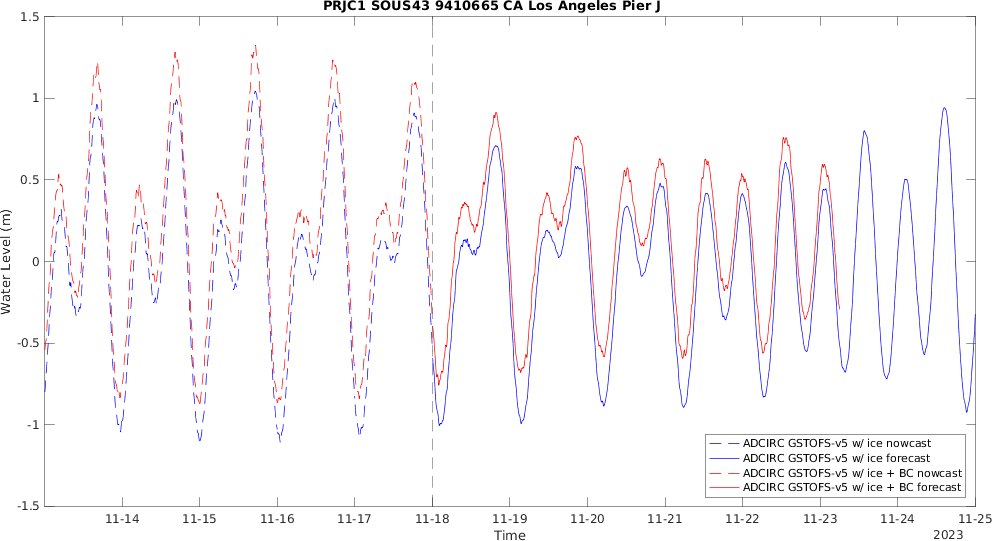 PRJC1 SOUS43 9410665 CA Los Angeles Pier J
1.5
1
0.5
0
-0.5
-1
-1.5
Water Level (m)
11-14 11-15 11-16 11-17 11-18 11-19 11-20 11-21 11-22 11-23 11-24 11-25
Time
2023
ADCIRC GSTOFS-v5 w/ ice nowcast
ADCIRC GSTOFS-v5 w/ ice forecast
ADCIRC GSTOFS-v5 w/ ice + BC nowcast
ADCIRC GSTOFS-v5 w/ ice + BC forecast